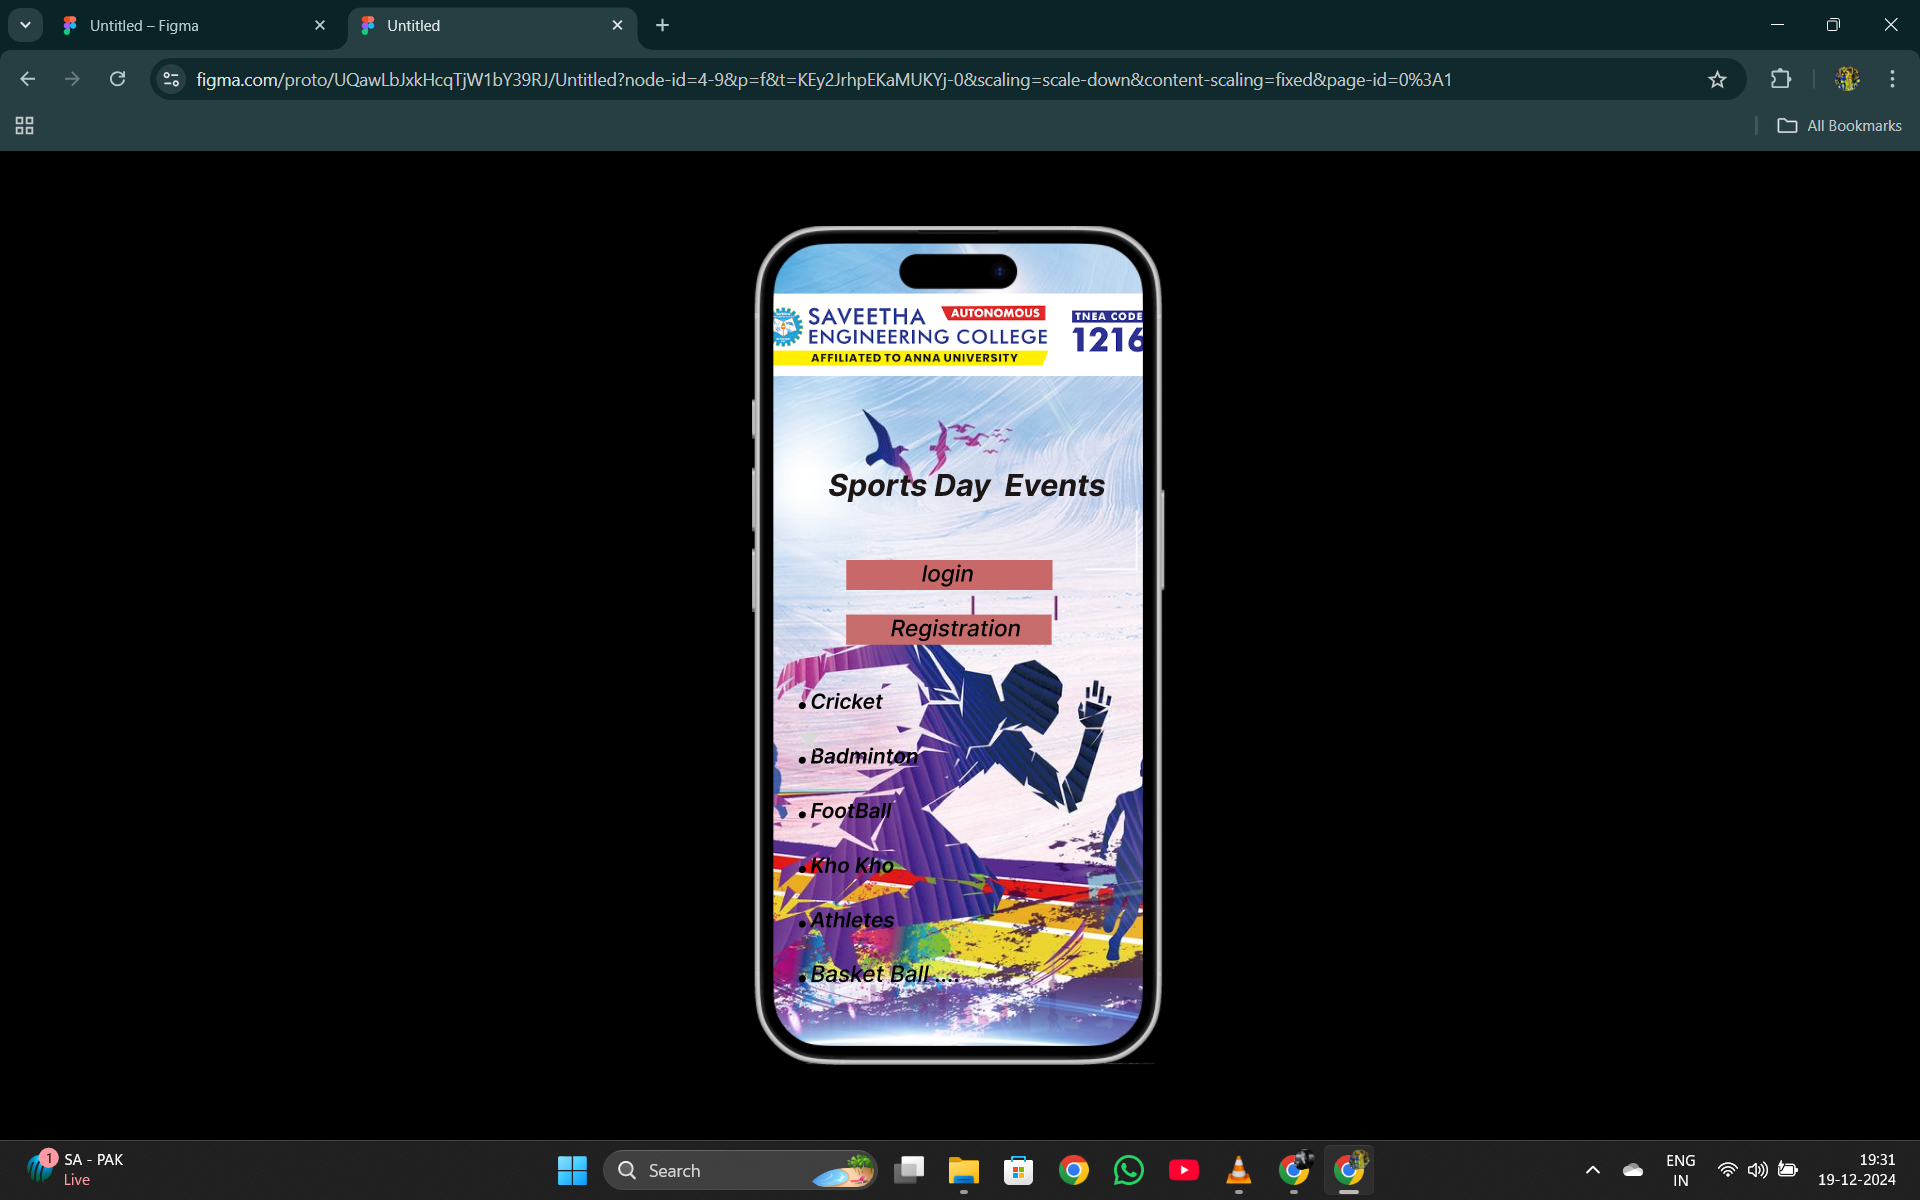 Untitled – Figma
Untitled
figma.com/proto/UQawLbJxkHcqTjW1bY39RJ/Untitled?node-id=4-9&p=f&t=KEy2JrhpEKaMUKYj-0&scaling=scale-down&content-scaling=fixed&page-id=0%3A1
All Bookmarks
SAVEETHA AUTONOMOUS
ENGINEERING COLLEGE
AFFILIATED TO ANNA UNIVERSITY
TNEA CODE
1216
Sports Day Events
login
Registration
• Cricket
• Badminton
• FootBall
• Kho Kho
• Athletes
• Basket Ball ....
1
SA - PAK
Live
Search
ENG
IN
19:31
19-12-2024